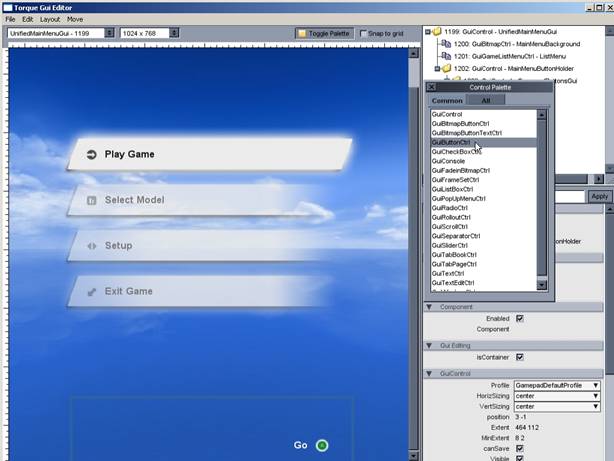 Torque Gui Editor
File Edit Layout Move
UnifiedMainMenuGui - 1199
1024 x 768
Toggle Palette
Snap to grid
1199: GuiControl - UnifiedMainMenuGui
1200: GuiBitmapCtrl - MainMenuBackground
1201: GuiGameListMenuCtrl - ListMenu
1202: GuiControl - MainMenuButtonHolder
Control Palette
Common All
GuiControl
GuiBitmapButtonCtrl
GuiBitmapButtonTextCtrl
GuiButtonCtrl
GuiCheckBoxCtrl
GuiConsole
GuiFadeinBitmapCtrl
GuiFrameSetCtrl
GuiListBoxCtrl
GuiPopUpMenuCtrl
GuiRadioCtrl
GuiRolloutCtrl
GuiScrollCtrl
GuiSeparatorCtrl
GuiSliderCtrl
GuiTabBookCtrl
GuiTabPageCtrl
GuiTextCtrl
GuiTextEditCtrl
Apply
Play Game
Select Model
Setup
Exit Game
Go
Component
Enabled
Component
Gui Editing
isContainer
GuiControl
Profile GamepadDefaultProfile
HorizSizing center
VertSizing center
position 3 -1
Extent 464 112
MinExtent 8 2
canSave
Visible